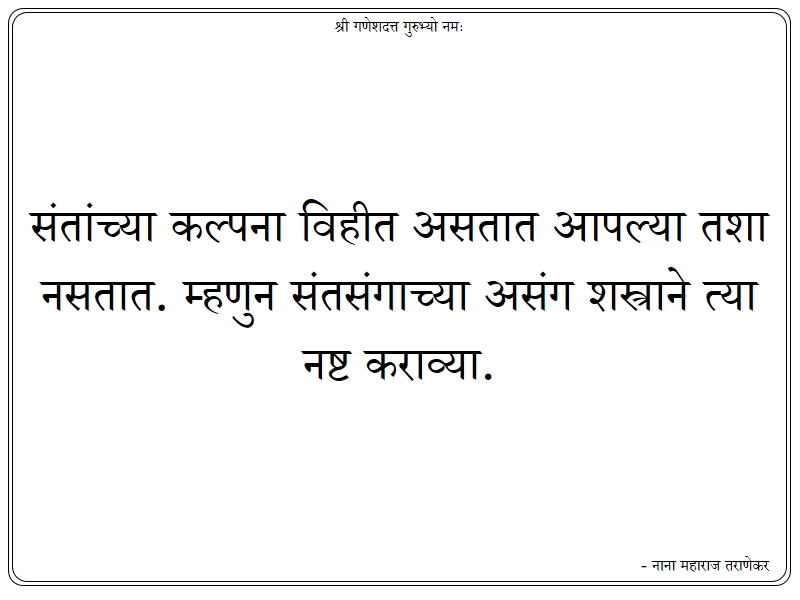 श्री गणेशदत्त गुरुभ्यो नमः
संतांच्या कल्पना विहीत असतात आपल्या तशा
नसतात. म्हणुन संतसंगाच्या असंग शस्त्राने त्या
नष्ट कराव्या.
- नाना महाराज तराणेकर